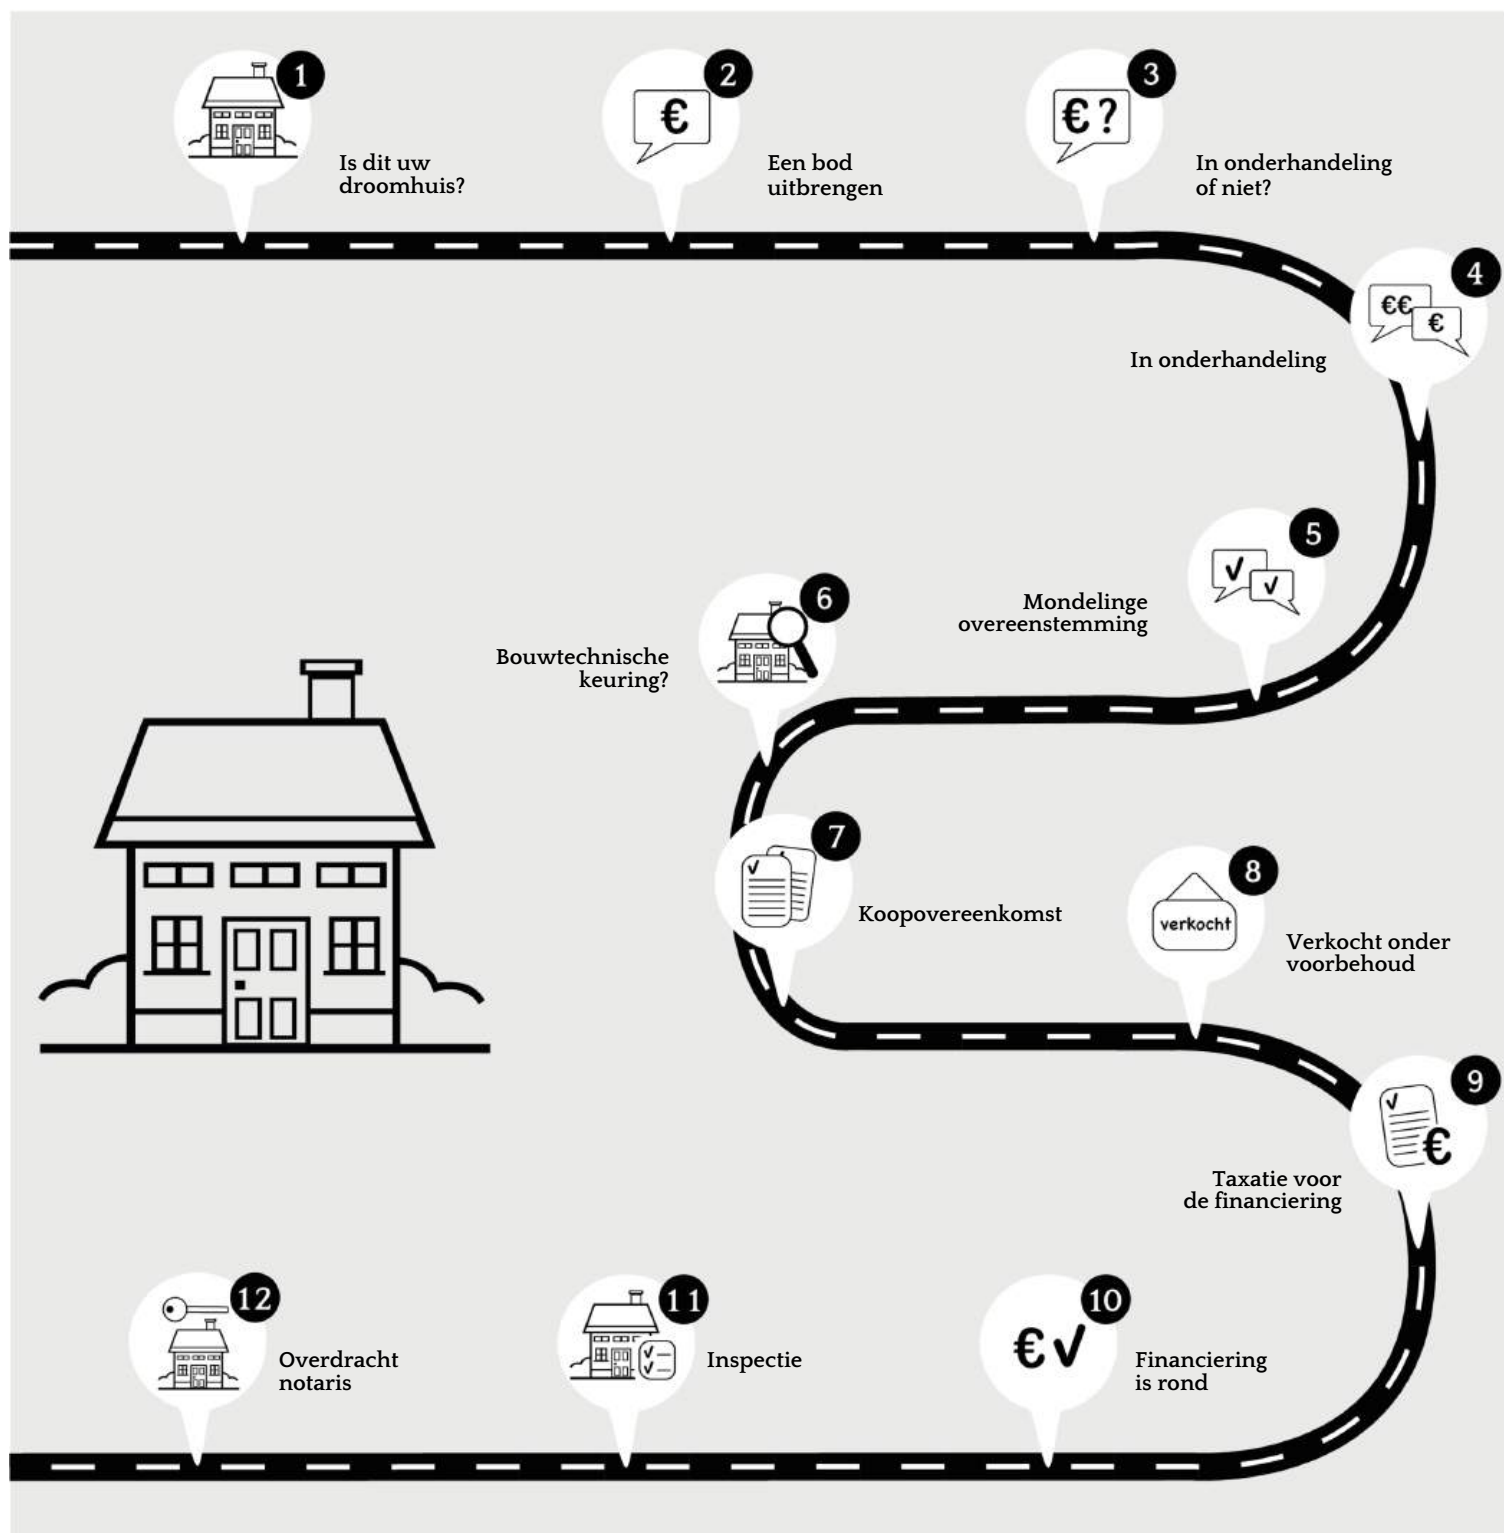 1
Is dit uw
droomhuis?
2
€
Een bod
uitbrengen
3
€?
In onderhandeling
of niet?
4
€€
€
In onderhandeling
5
Mondelinge
overeenstemming
6
Bouwtechnische
keuring?
7
Koopovereenkomst
8
verkocht
Verkocht onder
voorbehoud
9
€
Taxatie voor
de financiering
10
€
Financiering
is rond
11
Inspectie
12
Overdracht
notaris